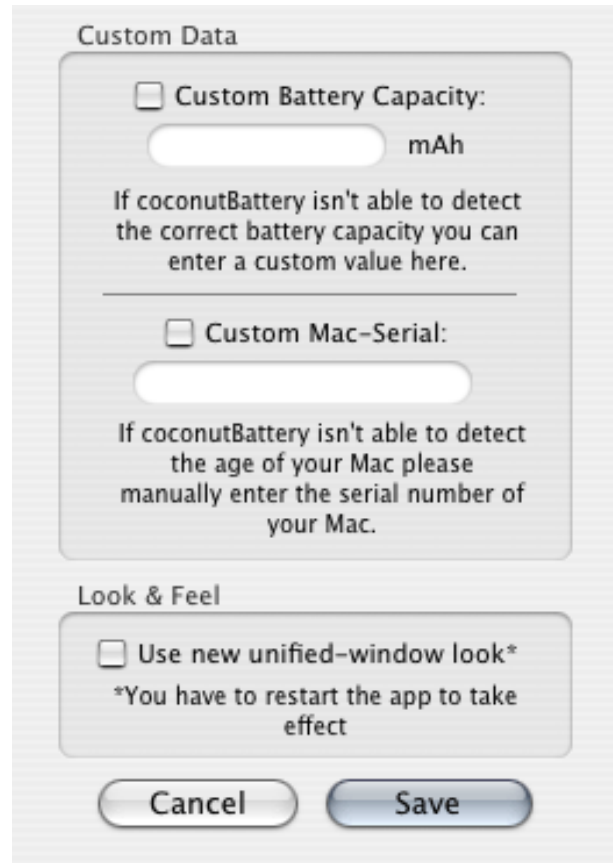 Custom Data
Custom Battery Capacity:
mAh
If coconutBattery isn't able to detect
the correct battery capacity you can
enter a custom value here.
Custom Mac-Serial:
If coconutBattery isn't able to detect
the age of your Mac please
manually enter the serial number of
your Mac.
Look & Feel
Use new unified-window look*
*You have to restart the app to take
effect
Cancel Save